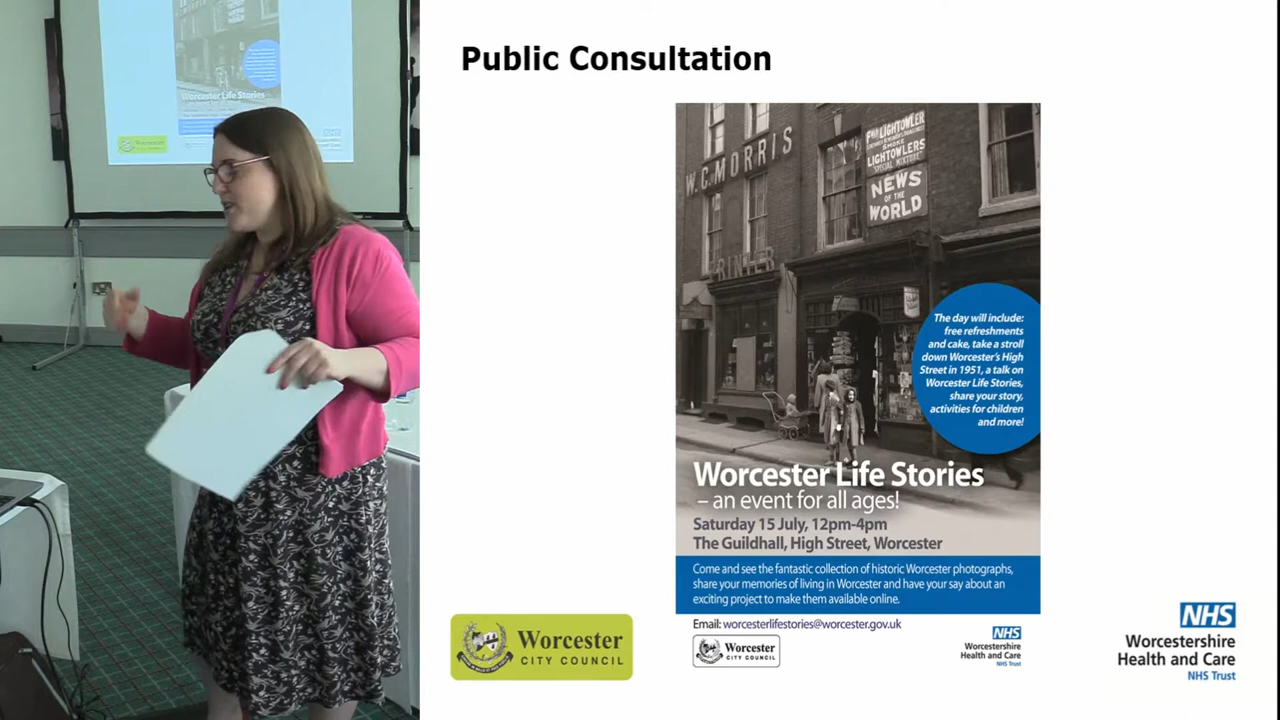 Public Consultation
W.C. MORRIS
PRINTER
LIGHTOWLER
SMOKE
LIGHTOWLERS
SPECIAL MIXTURE
NEWS
OF THE
WORLD
The day will include:
free refreshments
and cake, take a stroll
down Worcester's High
Street in 1951, a talk on
Worcester Life Stories,
share your story,
activities for children
and more!
Worcester Life Stories
– an event for all ages!
Saturday 15 July, 12pm-4pm
The Guildhall, High Street, Worcester
Come and see the fantastic collection of historic Worcester photographs,
share your memories of living in Worcester and have your say about an
exciting project to make them available online.
Email: worcesterlifestories@worcester.gov.uk
Worcester
CITY COUNCIL
NHS
Worcestershire
Health and Care
NHS Trust
Worcester
CITY COUNCIL
NHS
Worcestershire
Health and Care
NHS Trust
Worcester Life Stories
Worcester